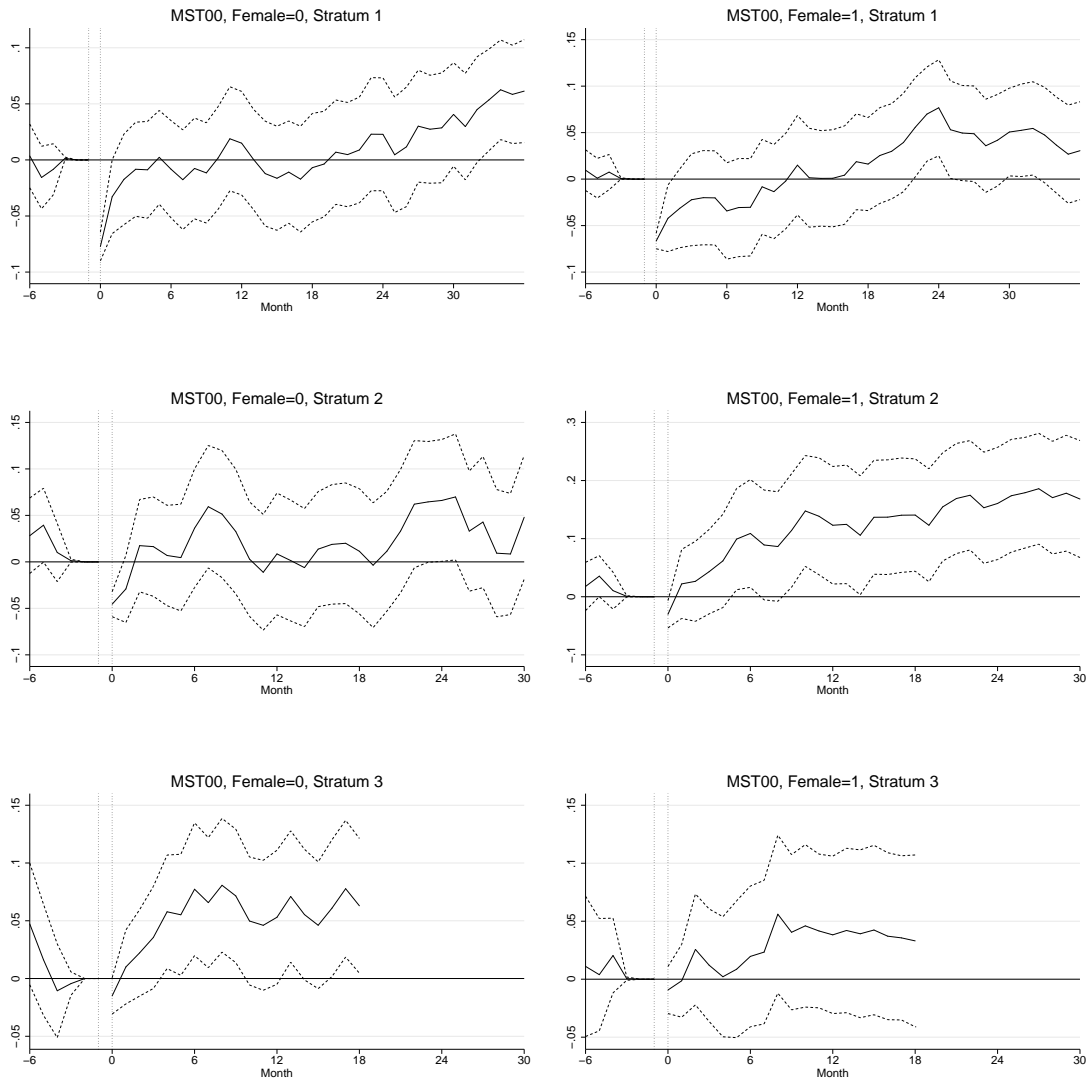 MST00, Female=0, Stratum 1
.1
.05
0
−.05
−.1
−6 0 6 12 18 24 30
Month
MST00, Female=1, Stratum 1
.15
.1
.05
0
−.05
−.1
−6 0 6 12 18 24 30
Month
MST00, Female=0, Stratum 2
.15
.1
.05
0
−.05
−.1
−6 0 6 12 18 24 30
Month
MST00, Female=1, Stratum 2
.3
.2
.1
0
−.1
−6 0 6 12 18 24 30
Month
MST00, Female=0, Stratum 3
.15
.1
.05
0
−.05
−6 0 6 12 18 24 30
Month
MST00, Female=1, Stratum 3
.15
.1
.05
0
−.05
−6 0 6 12 18 24 30
Month